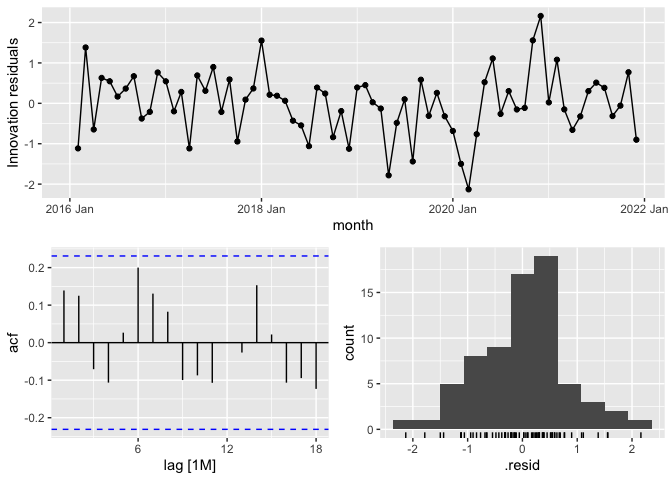 2
1
0
-1
-2
Innovation residuals
2016 Jan 2018 Jan 2020 Jan 2022 Jan
month
0.2
0.1
0.0
-0.1
-0.2
acf
6 12 18
lag [1M]
15
10
5
0
count
-2 -1 0 1 2
.resid